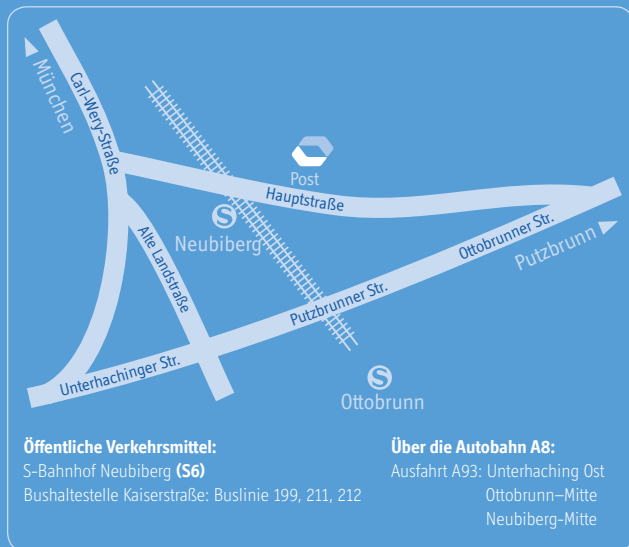 München
Carl-Wery-Straße
Post
Hauptstraße
S
Neubiberg
Alte Landstraße
Ottobrunner Str.
Putzbrunn
Putzbrunner Str.
Unterhachinger Str.
S
Ottobrunn
Öffentliche Verkehrsmittel:
S-Bahnhof Neubiberg (S6)
Bushaltestelle Kaiserstraße: Buslinie 199, 211, 212
Über die Autobahn A8:
Ausfahrt A93: Unterhaching Ost
Ottobrunn–Mitte
Neubiberg-Mitte